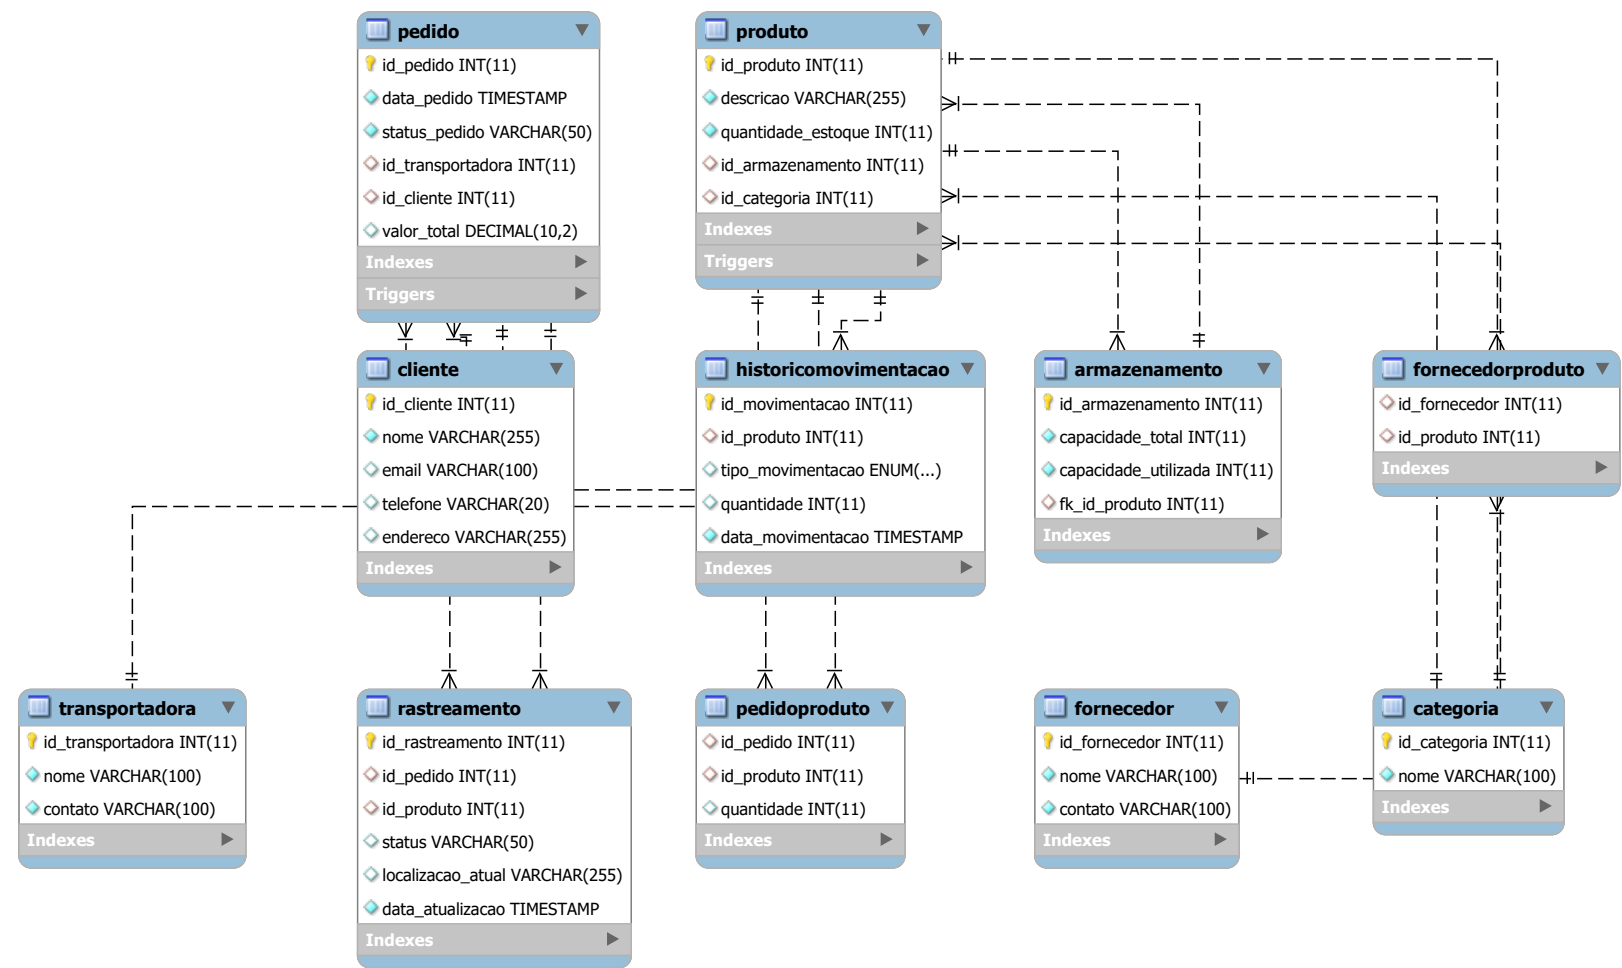 pedido
id_pedido INT(11)
data_pedido TIMESTAMP
status_pedido VARCHAR(50)
id_transportadora INT(11)
id_cliente INT(11)
valor_total DECIMAL(10,2)
Indexes
Triggers
produto
id_produto INT(11)
descricao VARCHAR(255)
quantidade_estoque INT(11)
id_armazenamento INT(11)
id_categoria INT(11)
Indexes
Triggers
cliente
id_cliente INT(11)
nome VARCHAR(255)
email VARCHAR(100)
telefone VARCHAR(20)
endereco VARCHAR(255)
Indexes
historicomovimentacao
id_movimentacao INT(11)
id_produto INT(11)
tipo_movimentacao ENUM(...)
quantidade INT(11)
data_movimentacao TIMESTAMP
Indexes
armazenamento
id_armazenamento INT(11)
capacidade_total INT(11)
capacidade_utilizada INT(11)
fk_id_produto INT(11)
Indexes
fornecedorproduto
id_fornecedor INT(11)
id_produto INT(11)
Indexes
transportadora
id_transportadora INT(11)
nome VARCHAR(100)
contato VARCHAR(100)
Indexes
rastreamento
id_rastreamento INT(11)
id_pedido INT(11)
id_produto INT(11)
status VARCHAR(50)
localizacao_atual VARCHAR(255)
data_atualizacao TIMESTAMP
Indexes
pedidoproduto
id_pedido INT(11)
id_produto INT(11)
quantidade INT(11)
Indexes
fornecedor
id_fornecedor INT(11)
nome VARCHAR(100)
contato VARCHAR(100)
Indexes
categoria
id_categoria INT(11)
nome VARCHAR(100)
Indexes